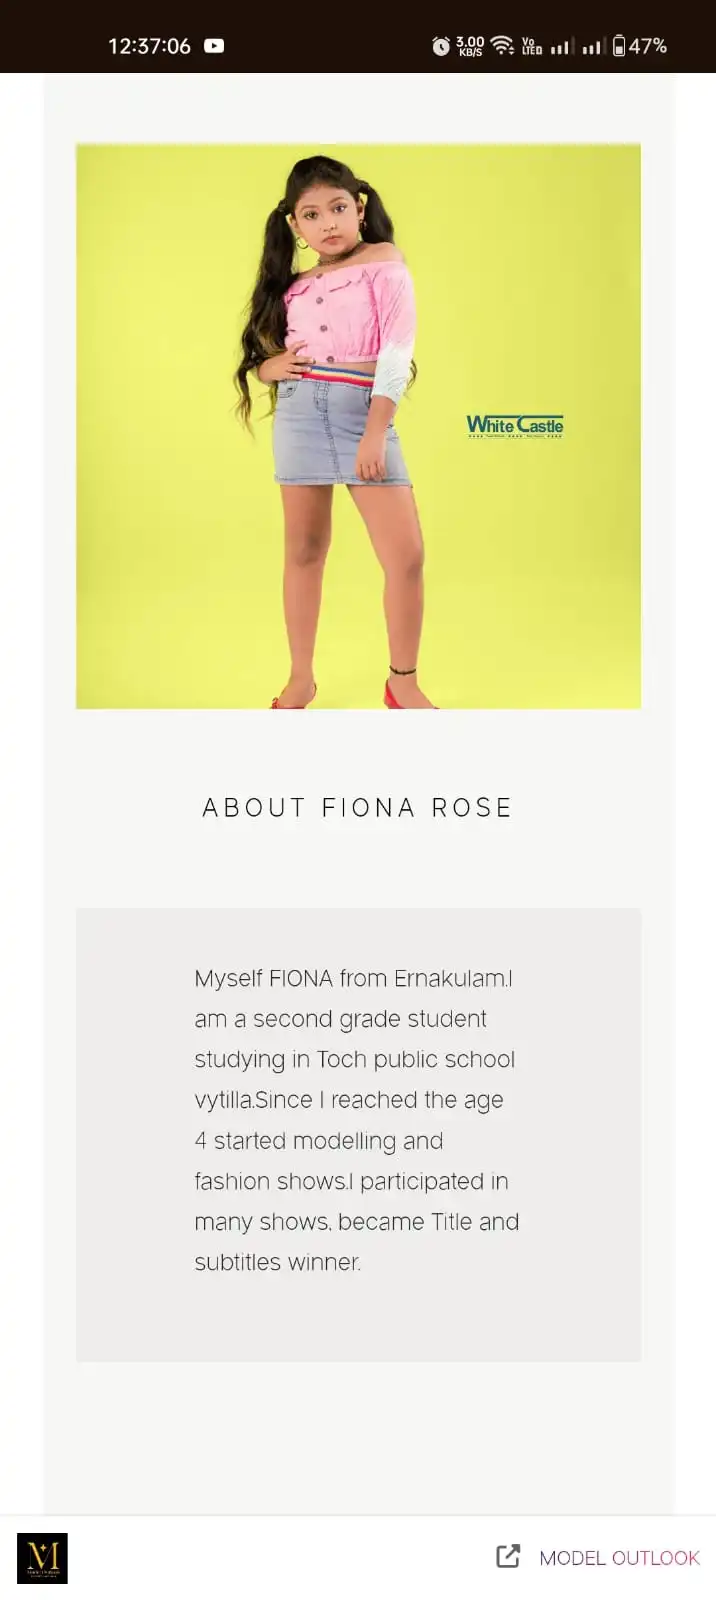 12:37:06 3.00 KB/S Vo LTED 47%
White Castle
ABOUT FIONA ROSE
Myself FIONA from Ernakulam.I
am a second grade student
studying in Toch public school
vytilla.Since I reached the age
4 started modelling and
fashion shows.I participated in
many shows, became Title and
subtitles winner.
M
MODEL OUTLOOK